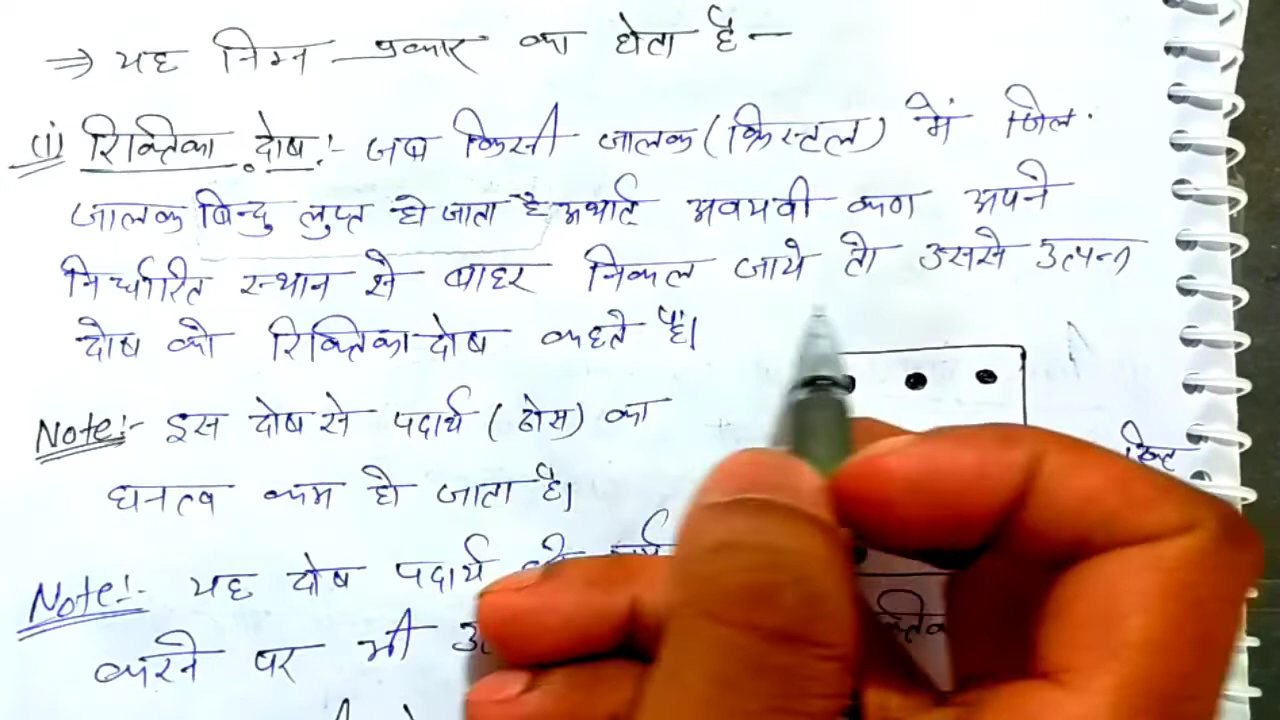 ⇒ यह निम्न प्रकार का होता है –
(i) रिक्तिका दोष:- जब किसी जालक (क्रिस्टल) में
जालक बिन्दु लुप्त हो जाता है अर्थात् अवयवी कण अपने
निर्धारित स्थान से बाहर निकल जाये तो उससे उत्पन्न
दोष को रिक्तिका दोष कहते हैं।
Note:- इस दोष से पदार्थ (ठोस) का
घनत्व कम हो जाता है।
Note:- यह दोष पदार्थ
करने पर भी